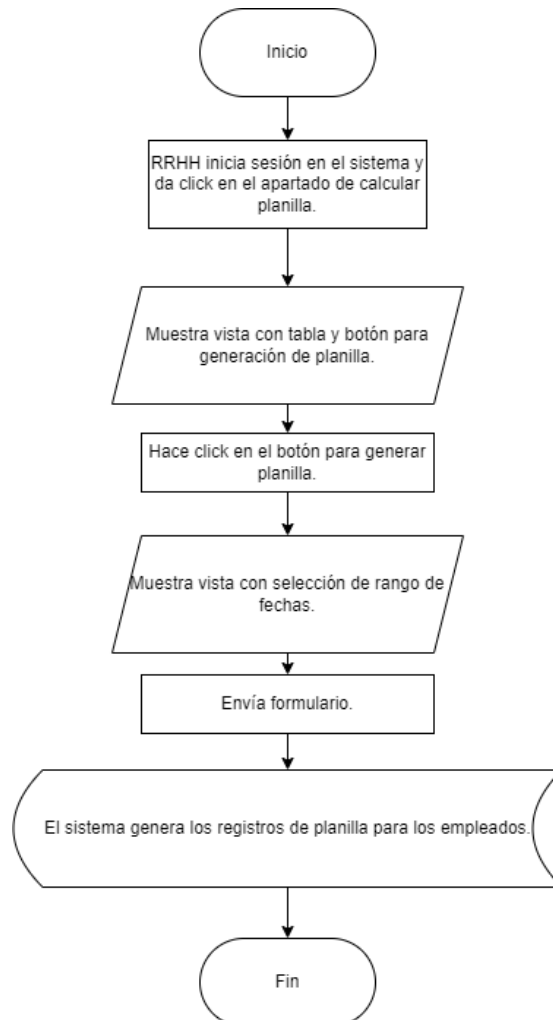 Inicio
RRHH inicia sesión en el sistema y
da click en el apartado de calcular
planilla.
Muestra vista con tabla y botón para
generación de planilla.
Hace click en el botón para generar
planilla.
Muestra vista con selección de rango de
fechas.
Envía formulario.
El sistema genera los registros de planilla para los empleados.
Fin